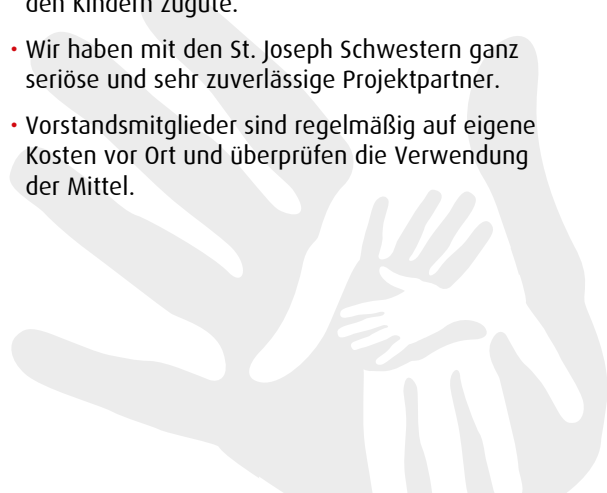 den Kindern zugute.
• Wir haben mit den St. Joseph Schwestern ganz
seriöse und sehr zuverlässige Projektpartner.
• Vorstandsmitglieder sind regelmäßig auf eigene
Kosten vor Ort und überprüfen die Verwendung
der Mittel.